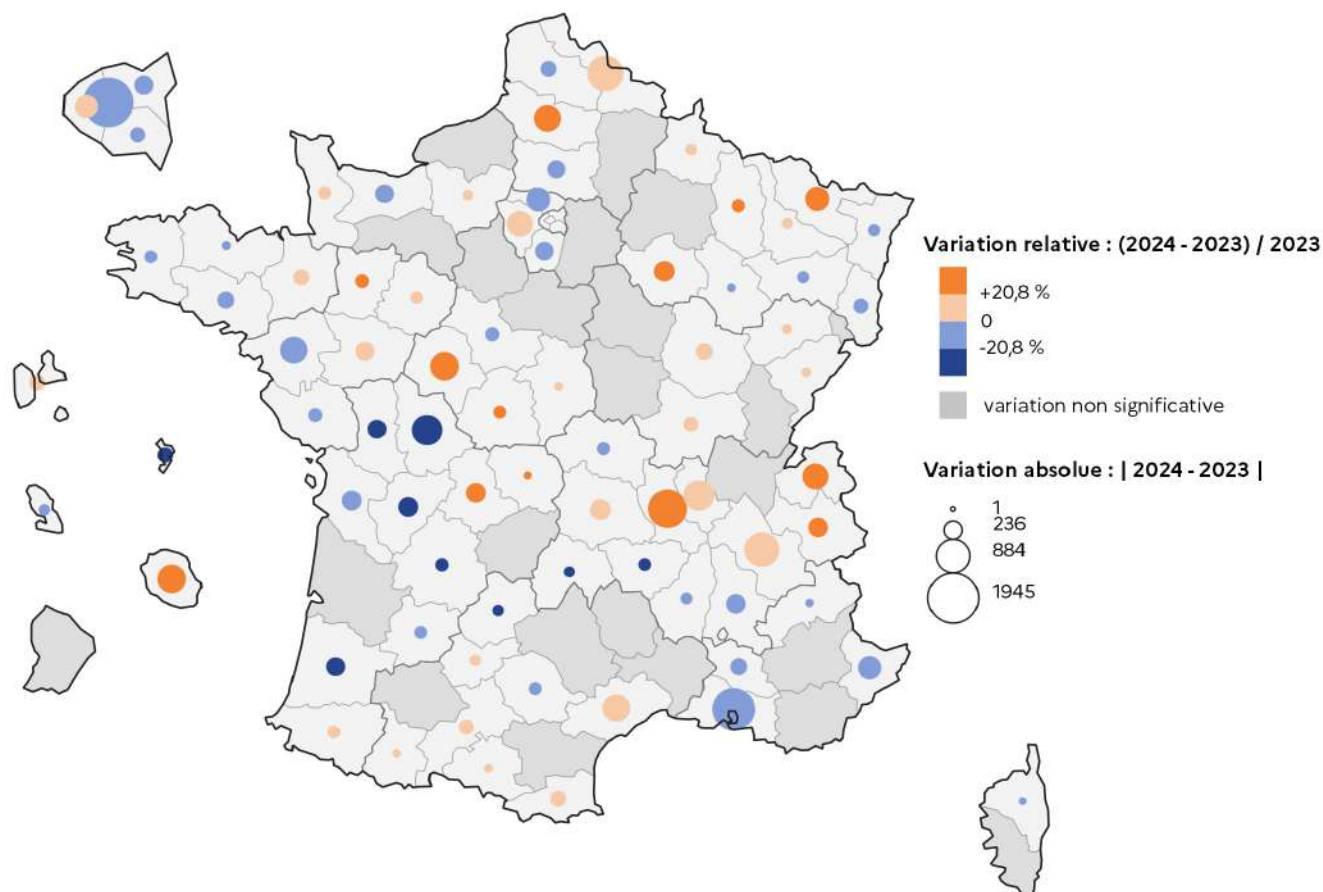 Variation relative : (2024 - 2023) / 2023
+20,8 %
0
-20,8 %
variation non significative
Variation absolue : | 2024 - 2023 |
1
236
884
1945